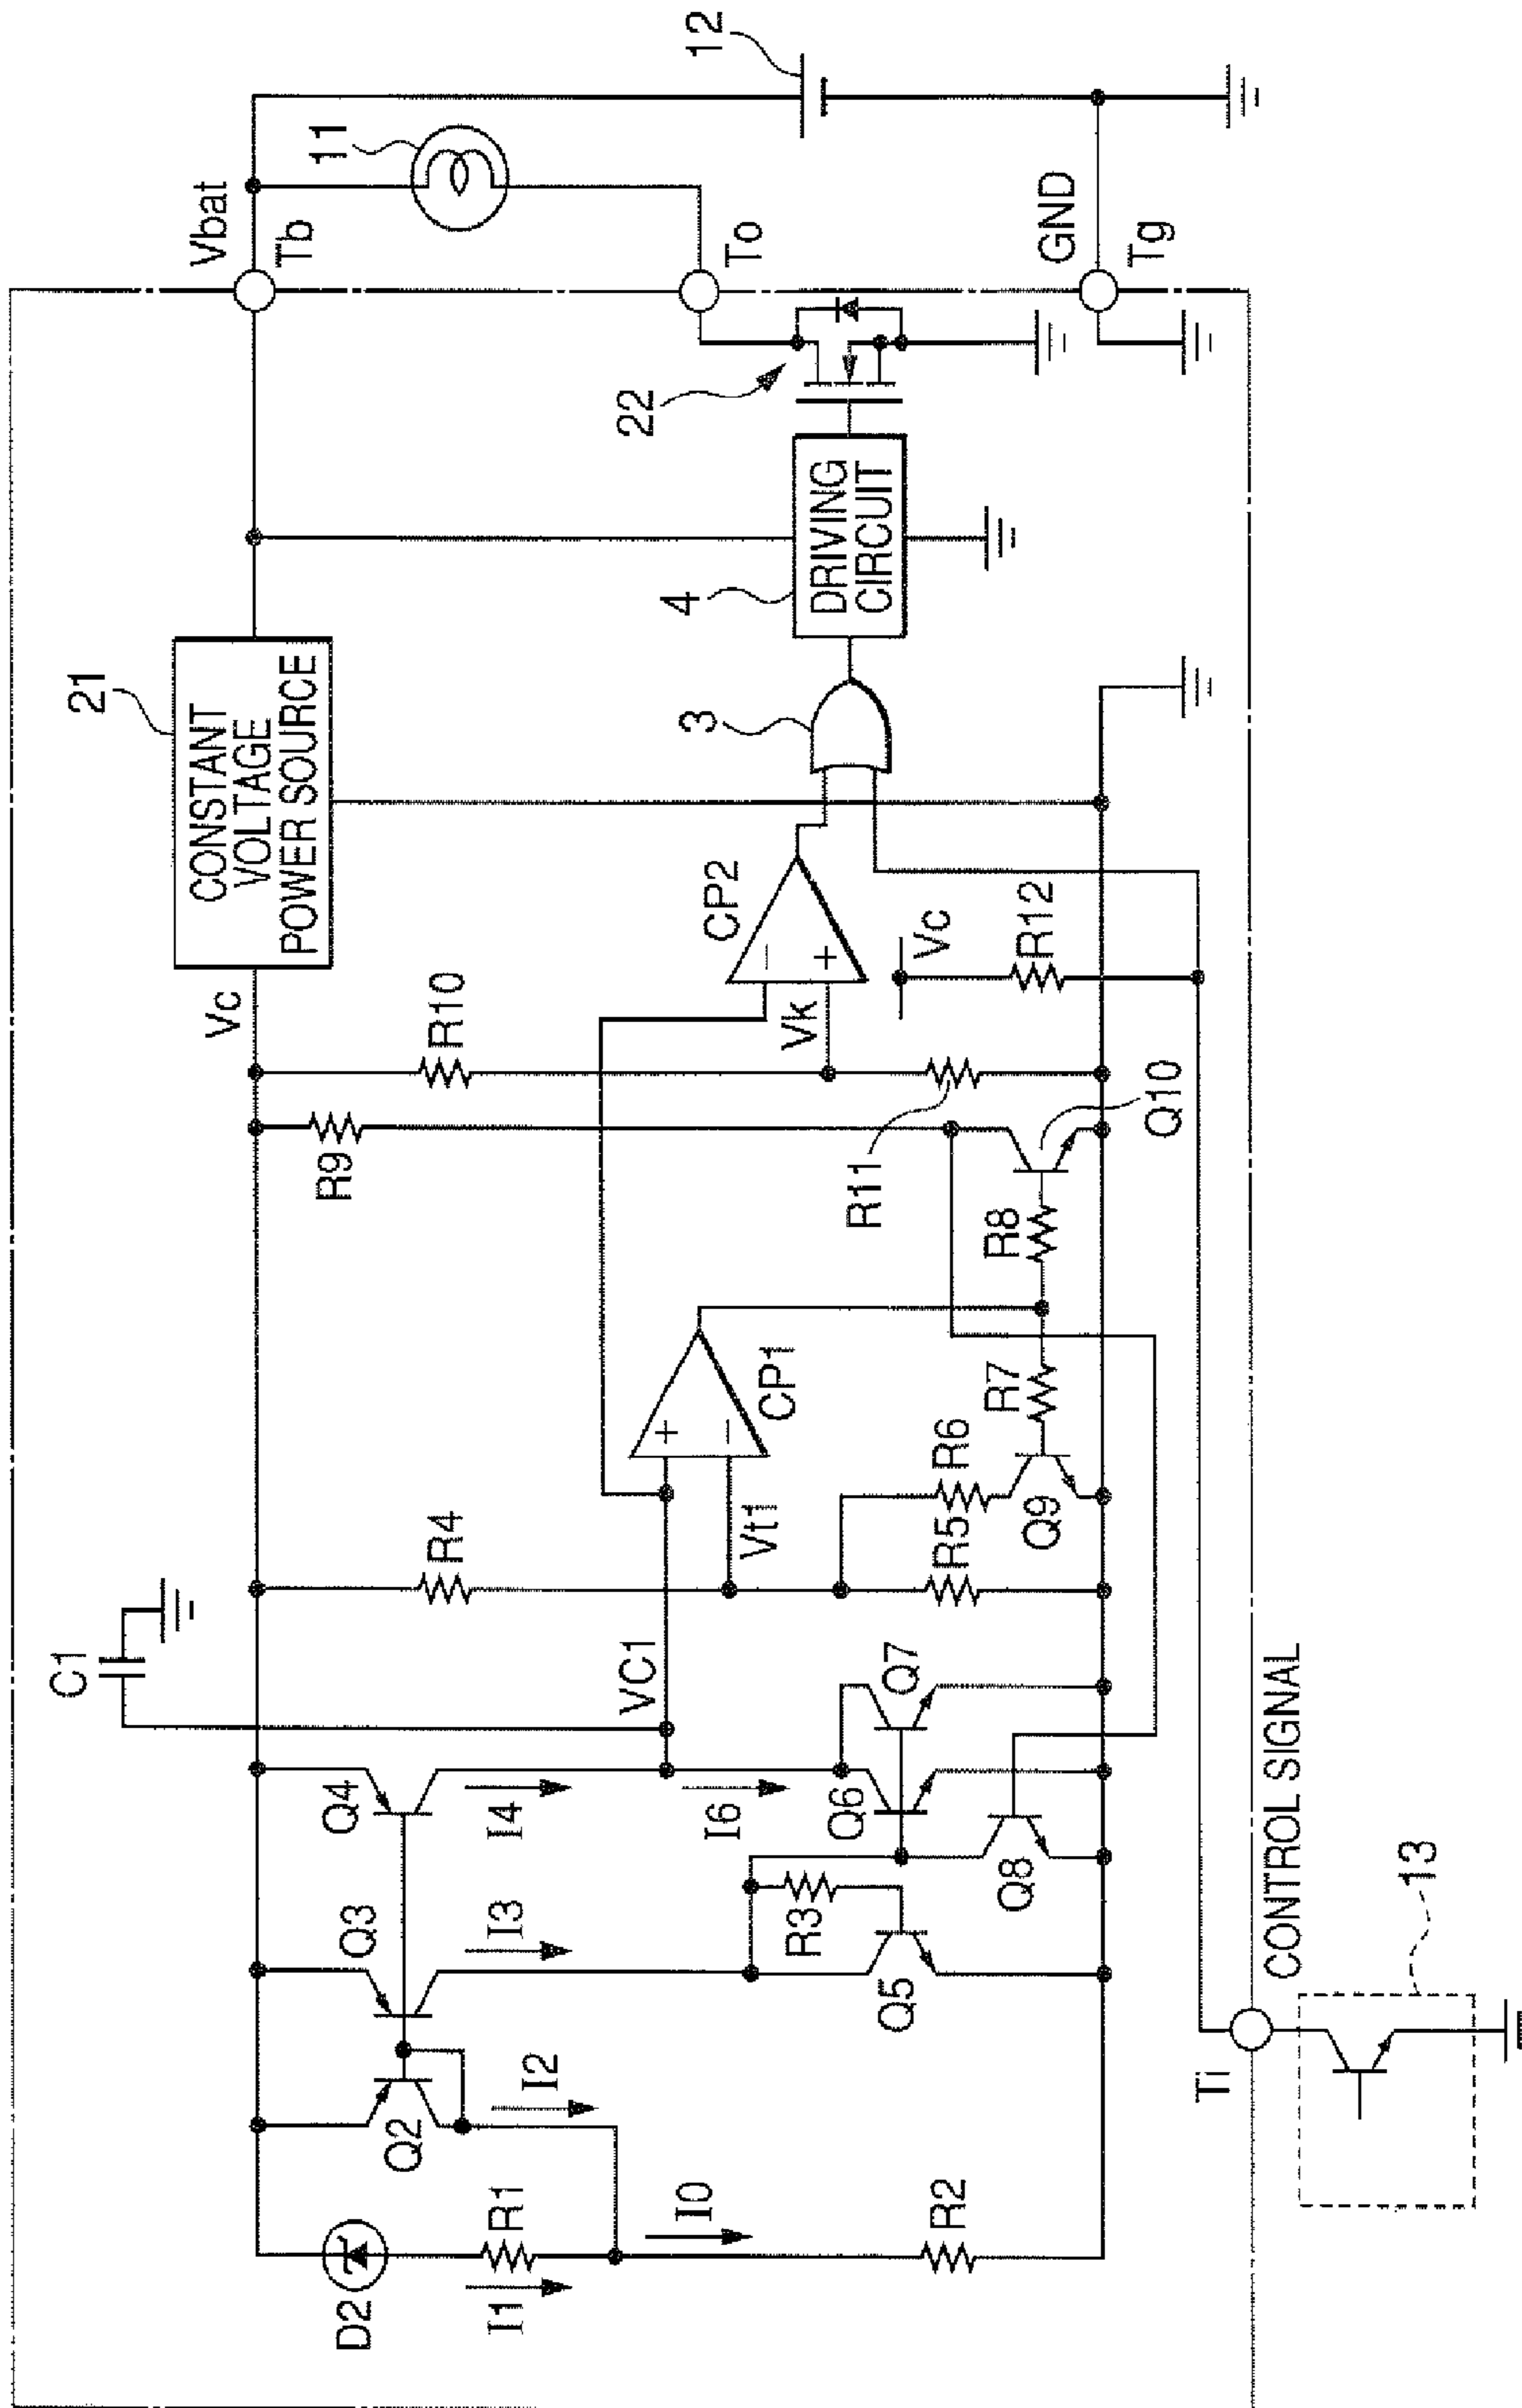 21
CONSTANT
VOLTAGE
POWER SOURCE
Vc
Vbat
Tb
11
12
C1
D2
R1
I1
Q2
I2
I0
R2
Q3
I3
Q4
I4
VC1
I6
R3
Q5
Q6
Q7
Q8
R4
Vt1
R5
R6
Q9
CP1
+
−
R7
R8
R9
R10
R11
Q10
Vk
CP2
−
+
Vc
R12
3
4
DRIVING
CIRCUIT
22
To
GND
Tg
CONTROL SIGNAL
Ti
13